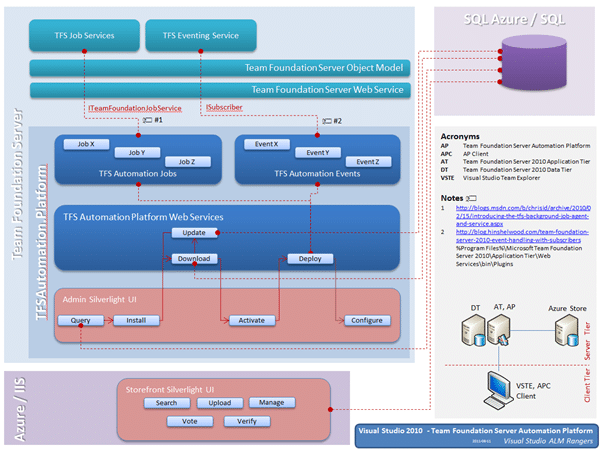 Team Foundation Server
TFS Job Services
TFS Eventing Service
Team Foundation Server Object Model
Team Foundation Server Web Service
ITeamFoundationJobService
#1
ISubscriber
#2
TFS Automation Platform
Job X
Job Y
Job Z
TFS Automation Jobs
Event X
Event Y
Event Z
TFS Automation Events
TFS Automation Platform Web Services
Update
Download
Deploy
Admin Silverlight UI
Query
Install
Activate
Configure
Azure / IIS
Storefront Silverlight UI
Search
Upload
Manage
Vote
Verify
SQL Azure / SQL
Acronyms
AP Team Foundation Server Automation Platform
APC AP Client
AT Team Foundation Server 2010 Application Tier
DT Team Foundation Server 2010 Data Tier
VSTE Visual Studio Team Explorer
Notes
1 http://blogs.msdn.com/b/chrisid/archive/2010/0
2/15/introducing-the-tfs-background-job-agent-
and-service.aspx
2 http://blog.hinshelwood.com/team-foundation-
server-2010-event-handling-with-subscribers
%Program Files%\Microsoft Team Foundation
Server 2010\Application Tier\Web
Services\bin\Plugins
DT
AT, AP
Azure Store
Server Tier
Client Tier
VSTE, APC
Client
Visual Studio 2010 - Team Foundation Server Automation Platform
Visual Studio ALM Rangers